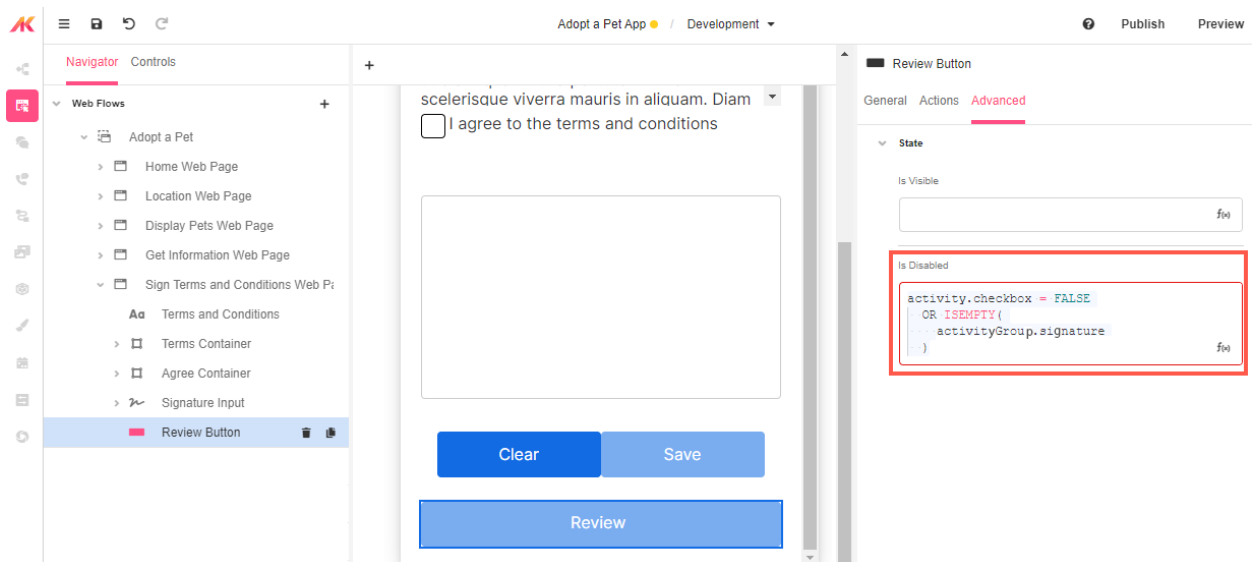 Adopt a Pet App / Development
Publish Preview
Navigator Controls
Web Flows
Adopt a Pet
Home Web Page
Location Web Page
Display Pets Web Page
Get Information Web Page
Sign Terms and Conditions Web Pa
Aa Terms and Conditions
Terms Container
Agree Container
Signature Input
Review Button
scelerisque viverra mauris in aliquam. Diam
I agree to the terms and conditions
Clear Save
Review
Review Button
General Actions Advanced
State
Is Visible
f(x)
Is Disabled
activity.checkbox = FALSE
OR ISEMPTY(
activityGroup.signature
)
f(x)